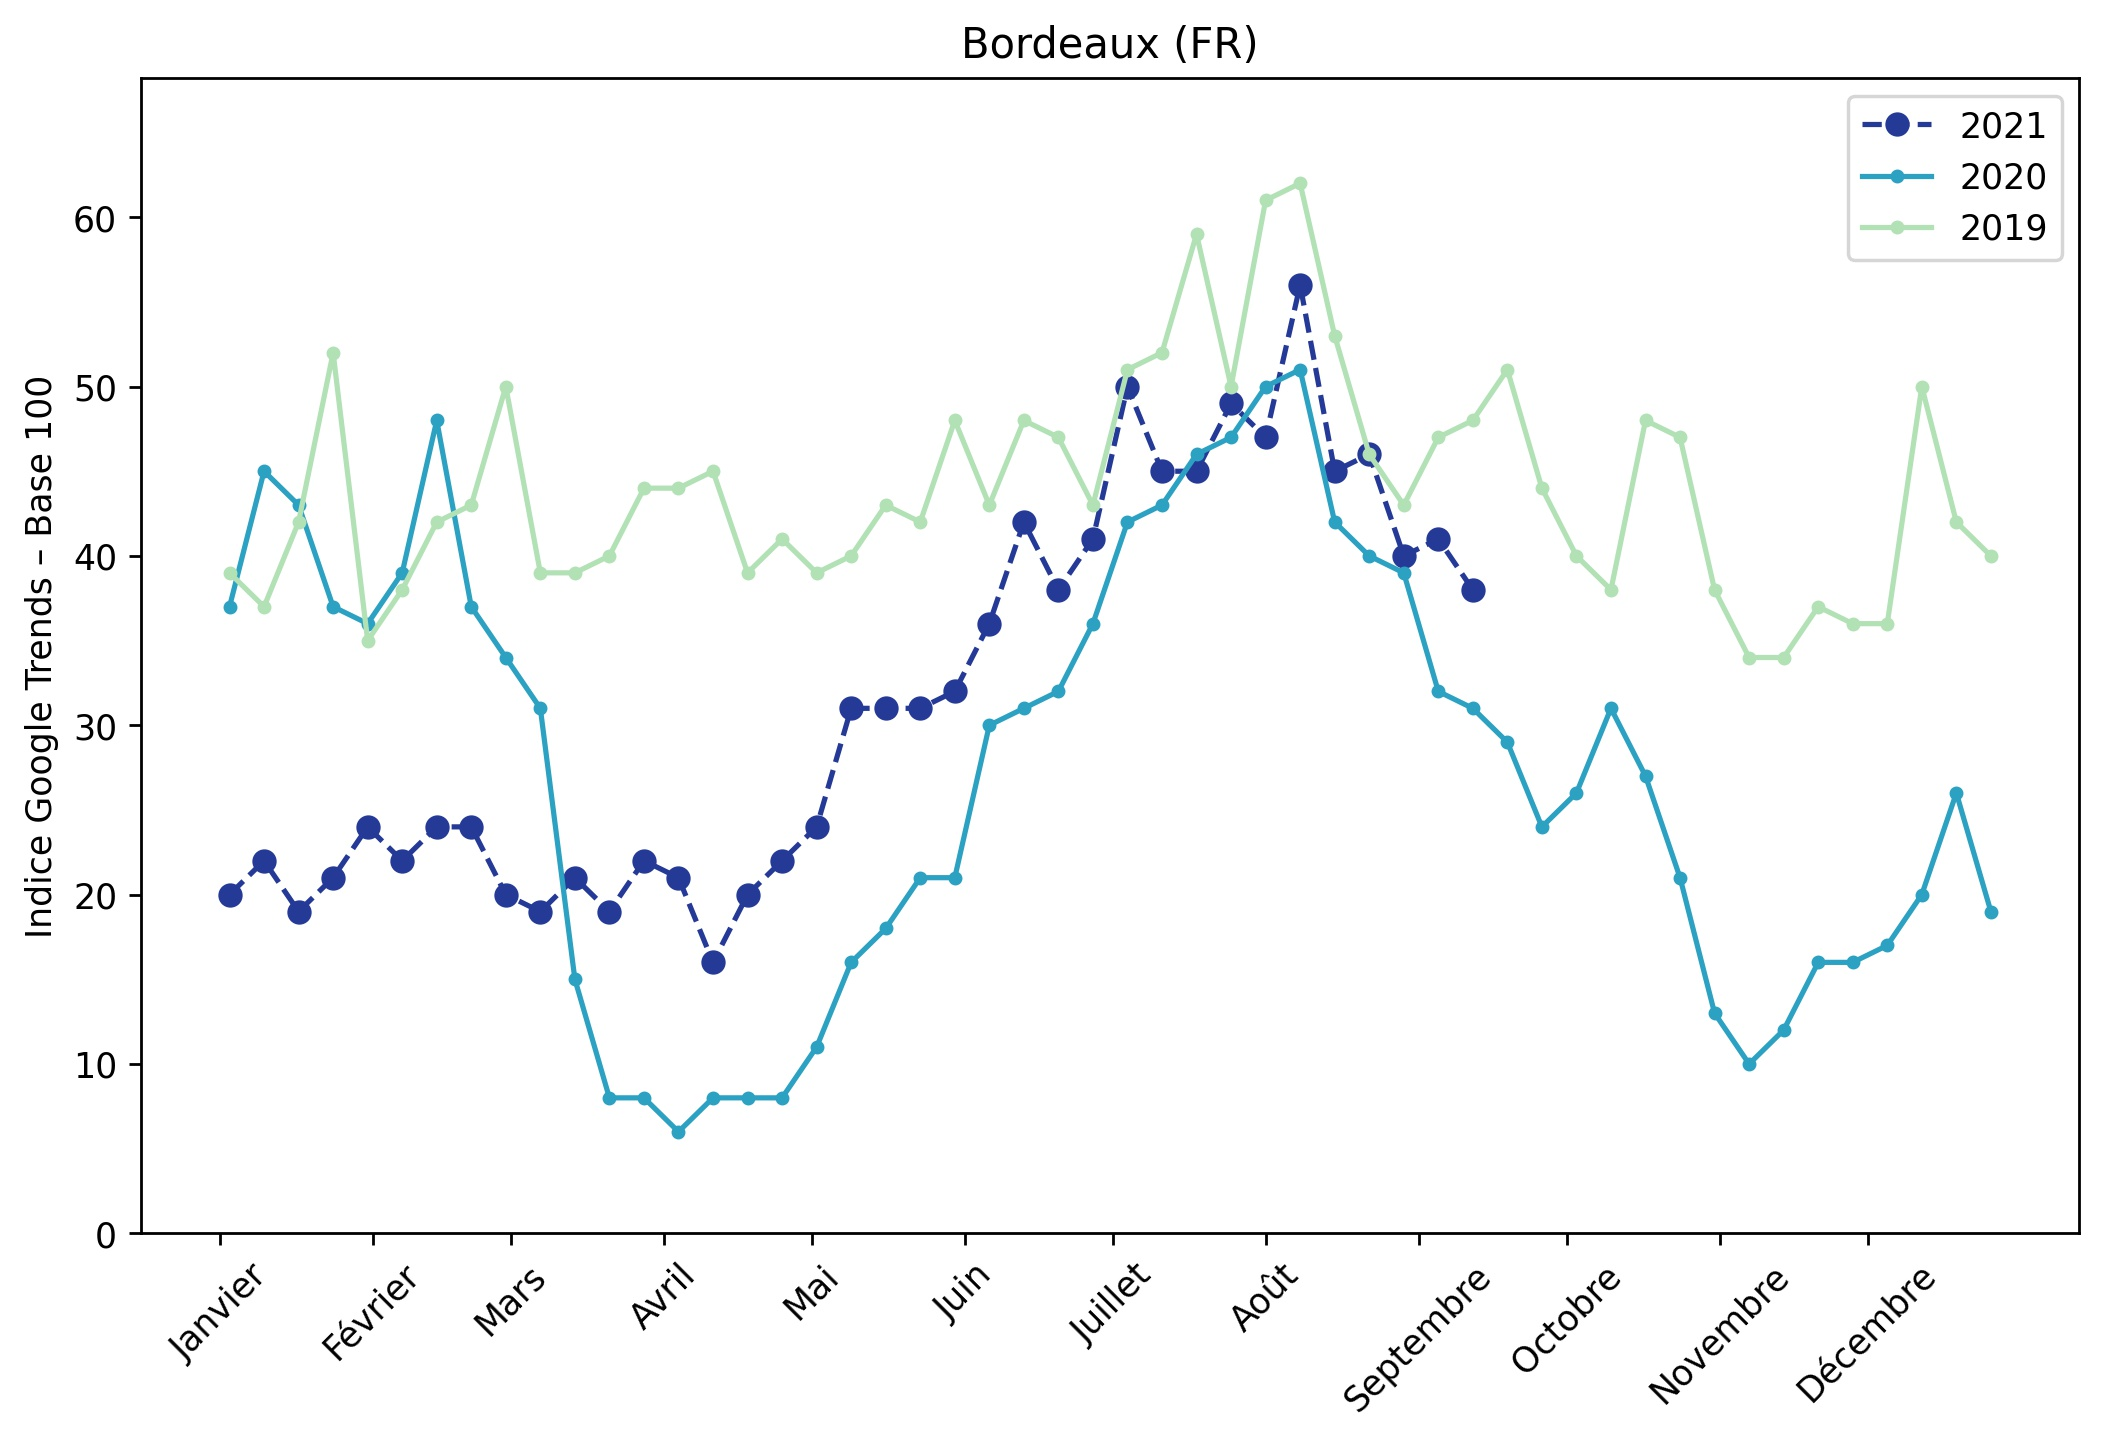 Bordeaux (FR)
2021
2020
2019
Indice Google Trends – Base 100
60
50
40
30
20
10
0
Janvier
Février
Mars
Avril
Mai
Juin
Juillet
Août
Septembre
Octobre
Novembre
Décembre